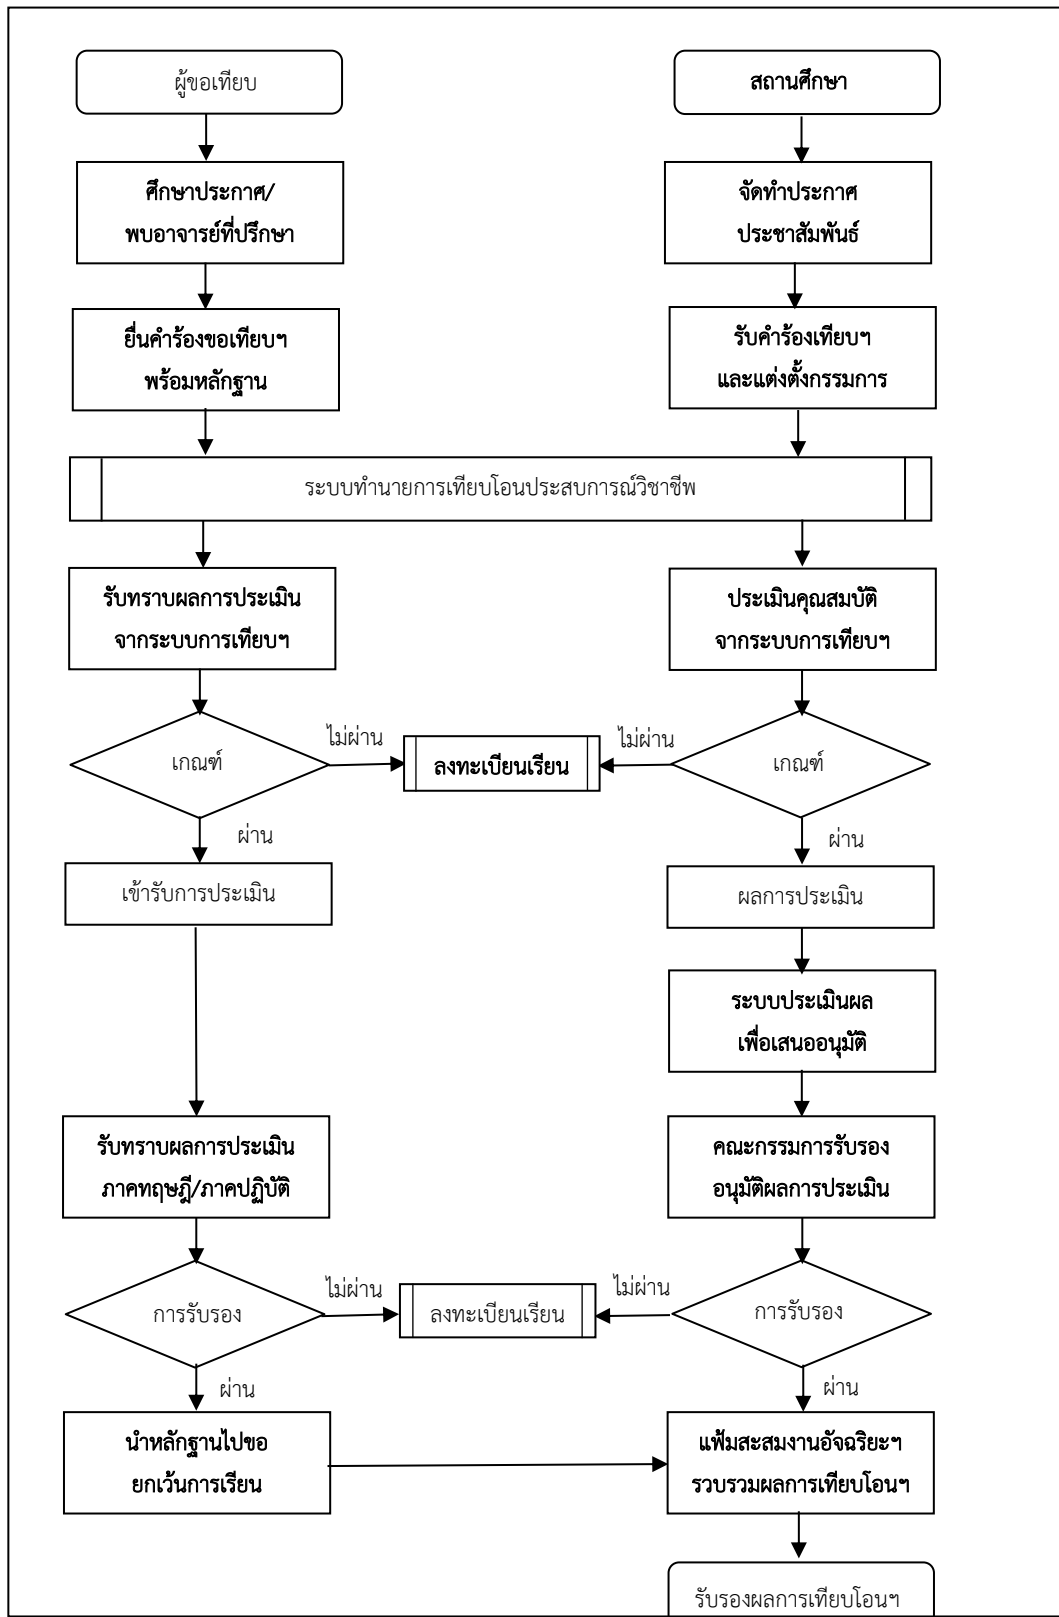 ผู้ขอเทียบ
สถานศึกษา
ศึกษาประกาศ/
พบอาจารย์ที่ปรึกษา
จัดทำประกาศ
ประชาสัมพันธ์
ยื่นคำร้องขอเทียบฯ
พร้อมหลักฐาน
รับคำร้องเทียบฯ
และแต่งตั้งกรรมการ
ระบบทำนายการเทียบโอนประสบการณ์วิชาชีพ
รับทราบผลการประเมิน
จากระบบการเทียบฯ
ประเมินคุณสมบัติ
จากระบบการเทียบฯ
เกณฑ์
ไม่ผ่าน
ลงทะเบียนเรียน
ไม่ผ่าน
เกณฑ์
ผ่าน
ผ่าน
เข้ารับการประเมิน
ผลการประเมิน
ระบบประเมินผล
เพื่อเสนออนุมัติ
รับทราบผลการประเมิน
ภาคทฤษฎี/ภาคปฏิบัติ
คณะกรรมการรับรอง
อนุมัติผลการประเมิน
การรับรอง
ไม่ผ่าน
ลงทะเบียนเรียน
ไม่ผ่าน
การรับรอง
ผ่าน
ผ่าน
นำหลักฐานไปขอ
ยกเว้นการเรียน
แฟ้มสะสมงานอัจฉริยะฯ
รวบรวมผลการเทียบโอนฯ
รับรองผลการเทียบโอนฯ